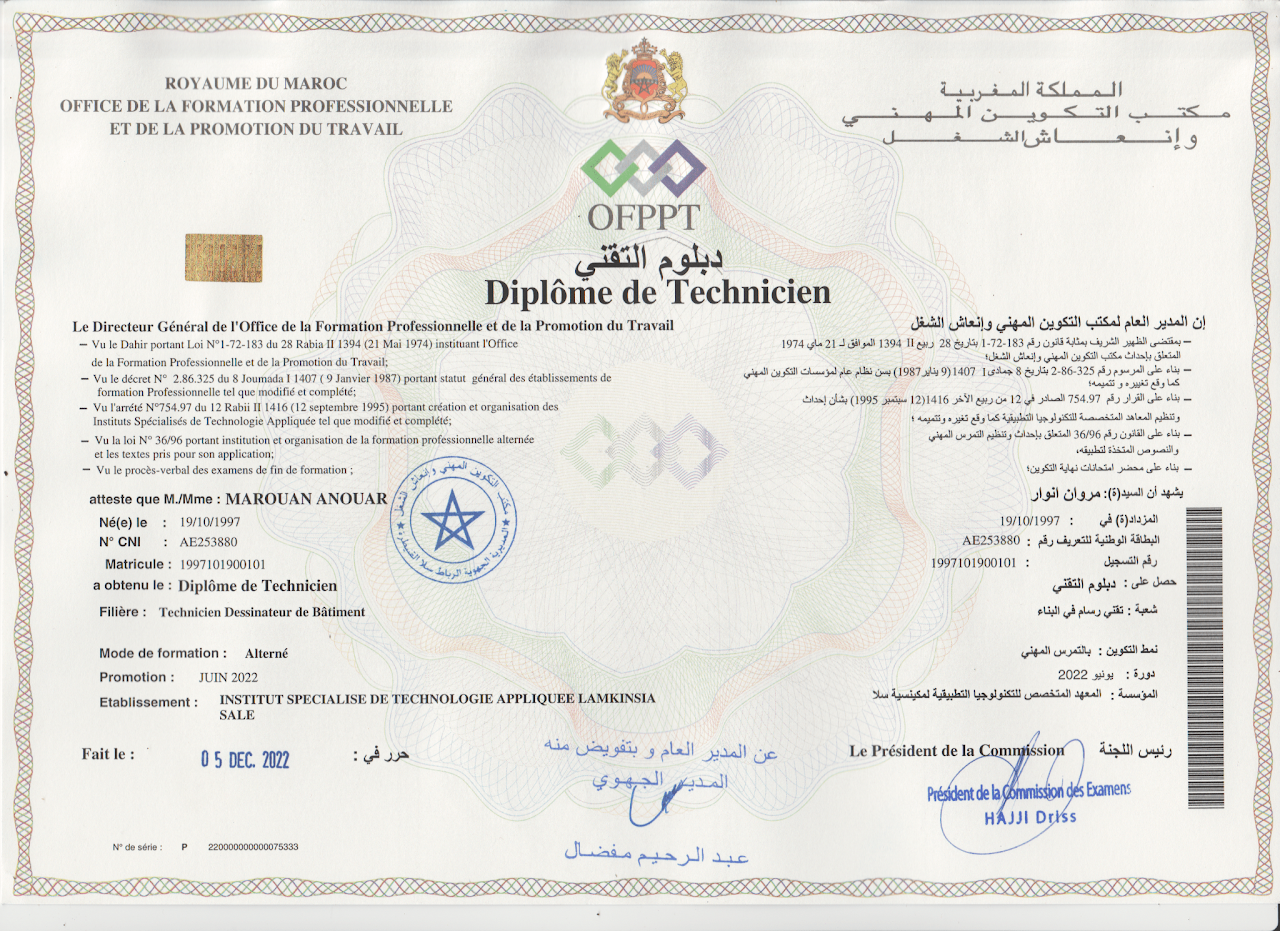 ROYAUME DU MAROC
OFFICE DE LA FORMATION PROFESSIONNELLE
ET DE LA PROMOTION DU TRAVAIL
المملكة المغربية
مكتب التكوين المهني
وإنعاش الشغل
OFPPT
دبلوم التقني
Diplôme de Technicien
Le Directeur Général de l'Office de la Formation Professionnelle et de la Promotion du Travail
– Vu le Dahir portant Loi N°1-72-183 du 28 Rabia II 1394 (21 Mai 1974) instituant l'Office
de la Formation Professionnelle et de la Promotion du Travail;
– Vu le décret N° 2.86.325 du 8 Joumada I 1407 ( 9 Janvier 1987) portant statut général des établissements de
formation Professionnelle tel que modifié et complété;
– Vu l'arrété N°754.97 du 12 Rabii II 1416 (12 septembre 1995) portant création et organisation des
Instituts Spécialisés de Technologie Appliquée tel que modifié et complété;
– Vu la loi N° 36/96 portant institution et organisation de la formation professionnelle alternée
et les textes pris pour son application;
– Vu le procès-verbal des examens de fin de formation ;
إن المدير العام لمكتب التكوين المهني وإنعاش الشغل
– بمقتضى الظهير الشريف بمثابة قانون رقم 183-72-1 بتاريخ 28 ربيع II 1394 الموافق لـ 21 ماي 1974
المتعلق بإحداث مكتب التكوين المهني وإنعاش الشغل؛
– بناء على المرسوم رقم 325-86-2 بتاريخ 8 جمادى1 1407 (9 يناير1987) بسن نظام عام لمؤسسات التكوين المهني
كما وقع تغييره و تتميمه؛
– بناء على القرار رقم 754.97 الصادر في 12 من ربيع الآخر 1416(12 سبتمبر 1995) بشأن إحداث
وتنظيم المعاهد المتخصصة للتكنولوجيا التطبيقية كما وقع تغيره وتتميمه ؛
– بناء على القانون رقم 36/96 المتعلق بإحداث وتنظيم التمرس المهني
والنصوص المتخذة لتطبيقه،
– بناء على محضر امتحانات نهاية التكوين؛
atteste que M./Mme : MAROUAN ANOUAR
Né(e) le : 19/10/1997
N° CNI : AE253880
Matricule : 1997101900101
a obtenu le : Diplôme de Technicien
Filière : Technicien Dessinateur de Bâtiment
Mode de formation : Alterné
Promotion : JUIN 2022
Etablissement : INSTITUT SPECIALISE DE TECHNOLOGIE APPLIQUEE LAMKINSIA
SALE
مكتب التكوين المهني وإنعاش الشغل
المديرية الجهوية الرباط سلا القنيطرة
يشهد ان السيد(ة): مروان انوار
المزداد(ة) في : 19/10/1997
البطاقة الوطنية للتعريف رقم : AE253880
رقم التسجيل : 1997101900101
حصل على : دبلوم التقني
شعبة : تقني رسام في البناء
نمط التكوين : بالتمرس المهني
دورة : يونيو 2022
المؤسسة : المعهد المتخصص للتكنولوجيا التطبيقية لمكينسية سلا
Fait le : 05 DEC. 2022 حرر في :
عن المدير العام و بتفويض منه
المدير الجهوي
عبد الرحيم مفضال
Le Président de la Commission رئيس اللجنة
Président de la Commission des Examens
HAJJI Driss
N° de série : P 220000000000075333